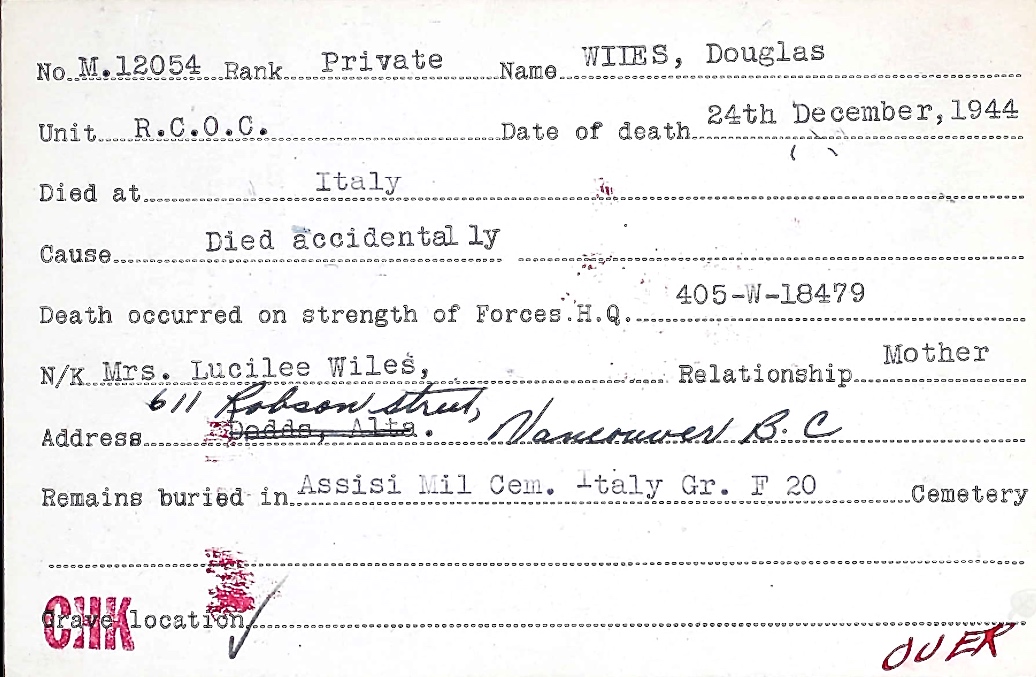 No. M.12054 Rank Private Name WIIES, Douglas
Unit R.C.O.C. Date of death 24th December, 1944
Died at Italy
Cause Died accidentally
Death occurred on strength of Forces. H.Q. 405-W-18479
N/K Mrs. Lucilee Wiles, Relationship Mother
611 Robson Street,
Address Dodds, Alta. Vancouver B.C
Remains buried in Assisi Mil Cem. Italy Gr. F 20 Cemetery
CHK Grave location
OVER